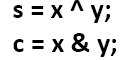 s = x ^ y;
c = x & y;